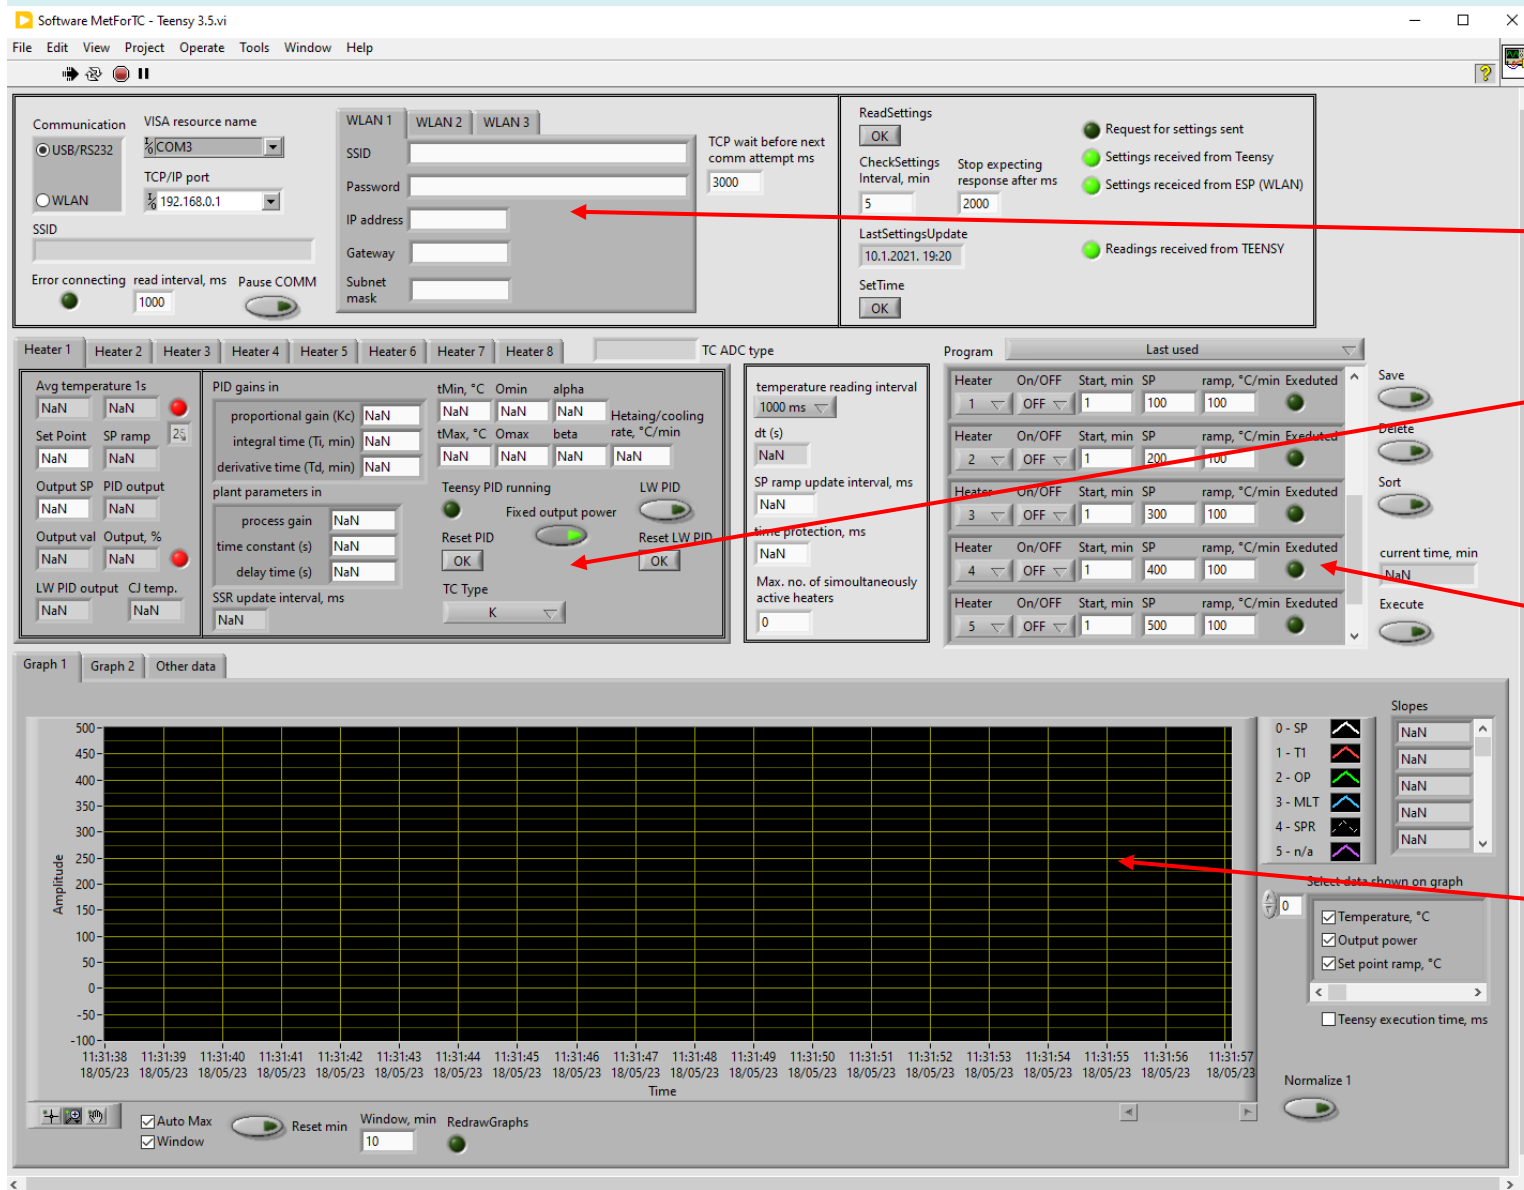 Software MetForTC - Teensy 3.5.vi
File Edit View Project Operate Tools Window Help
Communication
USB/RS232
WLAN
VISA resource name
COM3
TCP/IP port
192.168.0.1
SSID
Error connecting
read interval, ms
1000
Pause COMM
WLAN 1 WLAN 2 WLAN 3
SSID
Password
IP address
Gateway
Subnet
mask
TCP wait before next
comm attempt ms
3000
ReadSettings
OK
CheckSettings
Interval, min
5
Stop expecting
response after ms
2000
LastSettingsUpdate
10.1.2021. 19:20
SetTime
OK
Request for settings sent
Settings received from Teensy
Settings receiced from ESP (WLAN)
Readings received from TEENSY
Heater 1 Heater 2 Heater 3 Heater 4 Heater 5 Heater 6 Heater 7 Heater 8
TC ADC type
Avg temperature 1s
NaN NaN
Set Point SP ramp
NaN NaN
Output SP PID output
NaN NaN
Output val Output, %
NaN NaN
LW PID output CJ temp.
NaN NaN
PID gains in
proportional gain (Kc) NaN
integral time (Ti, min) NaN
derivative time (Td, min) NaN
plant parameters in
process gain NaN
time constant (s) NaN
delay time (s) NaN
SSR update interval, ms
NaN
tMin, °C Omin alpha
NaN NaN NaN
tMax, °C Omax beta
NaN NaN NaN
Hetaing/cooling
rate, °C/min
NaN
Teensy PID running
Fixed output power
LW PID
Reset PID
OK
Reset LW PID
OK
TC Type
K
temperature reading interval
1000 ms
dt (s)
NaN
SP ramp update interval, ms
NaN
time protection, ms
NaN
Max. no. of simoultaneously
active heaters
0
Program Last used
Heater On/OFF Start, min SP ramp, °C/min Exeduted
1 OFF 1 100 100
Heater On/OFF Start, min SP ramp, °C/min Exeduted
2 OFF 1 200 100
Heater On/OFF Start, min SP ramp, °C/min Exeduted
3 OFF 1 300 100
Heater On/OFF Start, min SP ramp, °C/min Exeduted
4 OFF 1 400 100
Heater On/OFF Start, min SP ramp, °C/min Exeduted
5 OFF 1 500 100
Save
Delete
Sort
current time, min
NaN
Execute
Graph 1 Graph 2 Other data
Amplitude
500
450
400
350
300
250
200
150
100
50
0
-50
-100
11:31:38 11:31:39 11:31:40 11:31:41 11:31:42 11:31:43 11:31:44 11:31:45 11:31:46 11:31:47 11:31:48 11:31:49 11:31:50 11:31:51 11:31:52 11:31:53 11:31:54 11:31:55 11:31:56 11:31:57
18/05/23 18/05/23 18/05/23 18/05/23 18/05/23 18/05/23 18/05/23 18/05/23 18/05/23 18/05/23 18/05/23 18/05/23 18/05/23 18/05/23 18/05/23 18/05/23 18/05/23 18/05/23 18/05/23 18/05/23
Time
0 - SP
1 - T1
2 - OP
3 - MLT
4 - SPR
5 - n/a
Slopes
NaN
NaN
NaN
NaN
NaN
Select data shown on graph
0
Temperature, °C
Output power
Set point ramp, °C
Teensy execution time, ms
Normalize 1
Auto Max
Window
Reset min
Window, min
10
RedrawGraphs